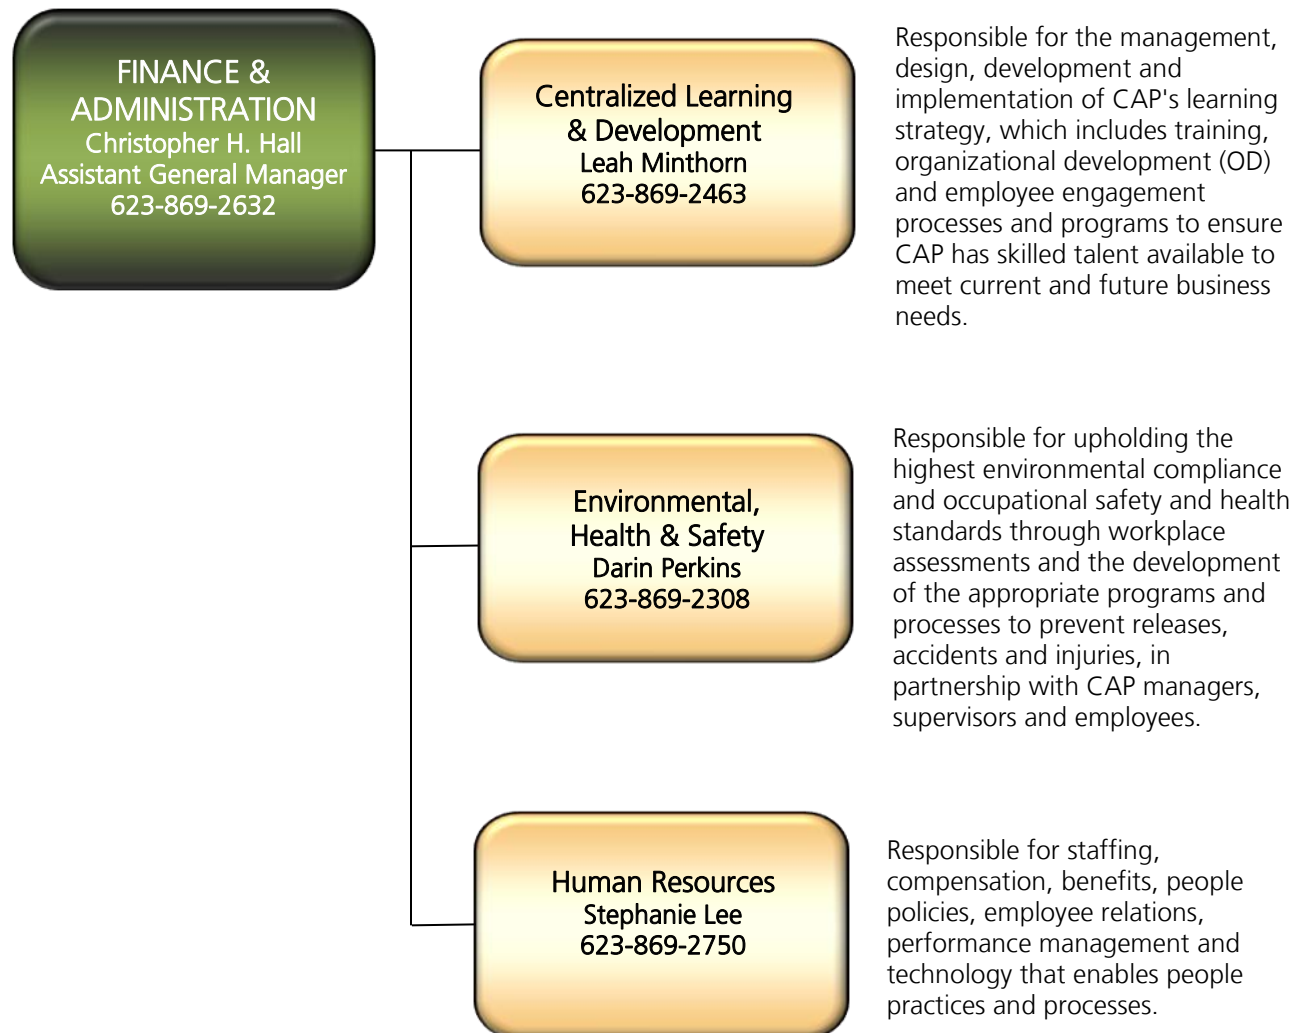 FINANCE &
ADMINISTRATION
Christopher H. Hall
Assistant General Manager
623-869-2632
Centralized Learning
& Development
Leah Minthorn
623-869-2463
Responsible for the management,
design, development and
implementation of CAP's learning
strategy, which includes training,
organizational development (OD)
and employee engagement
processes and programs to ensure
CAP has skilled talent available to
meet current and future business
needs.
Environmental,
Health & Safety
Darin Perkins
623-869-2308
Responsible for upholding the
highest environmental compliance
and occupational safety and health
standards through workplace
assessments and the development
of the appropriate programs and
processes to prevent releases,
accidents and injuries, in
partnership with CAP managers,
supervisors and employees.
Human Resources
Stephanie Lee
623-869-2750
Responsible for staffing,
compensation, benefits, people
policies, employee relations,
performance management and
technology that enables people
practices and processes.